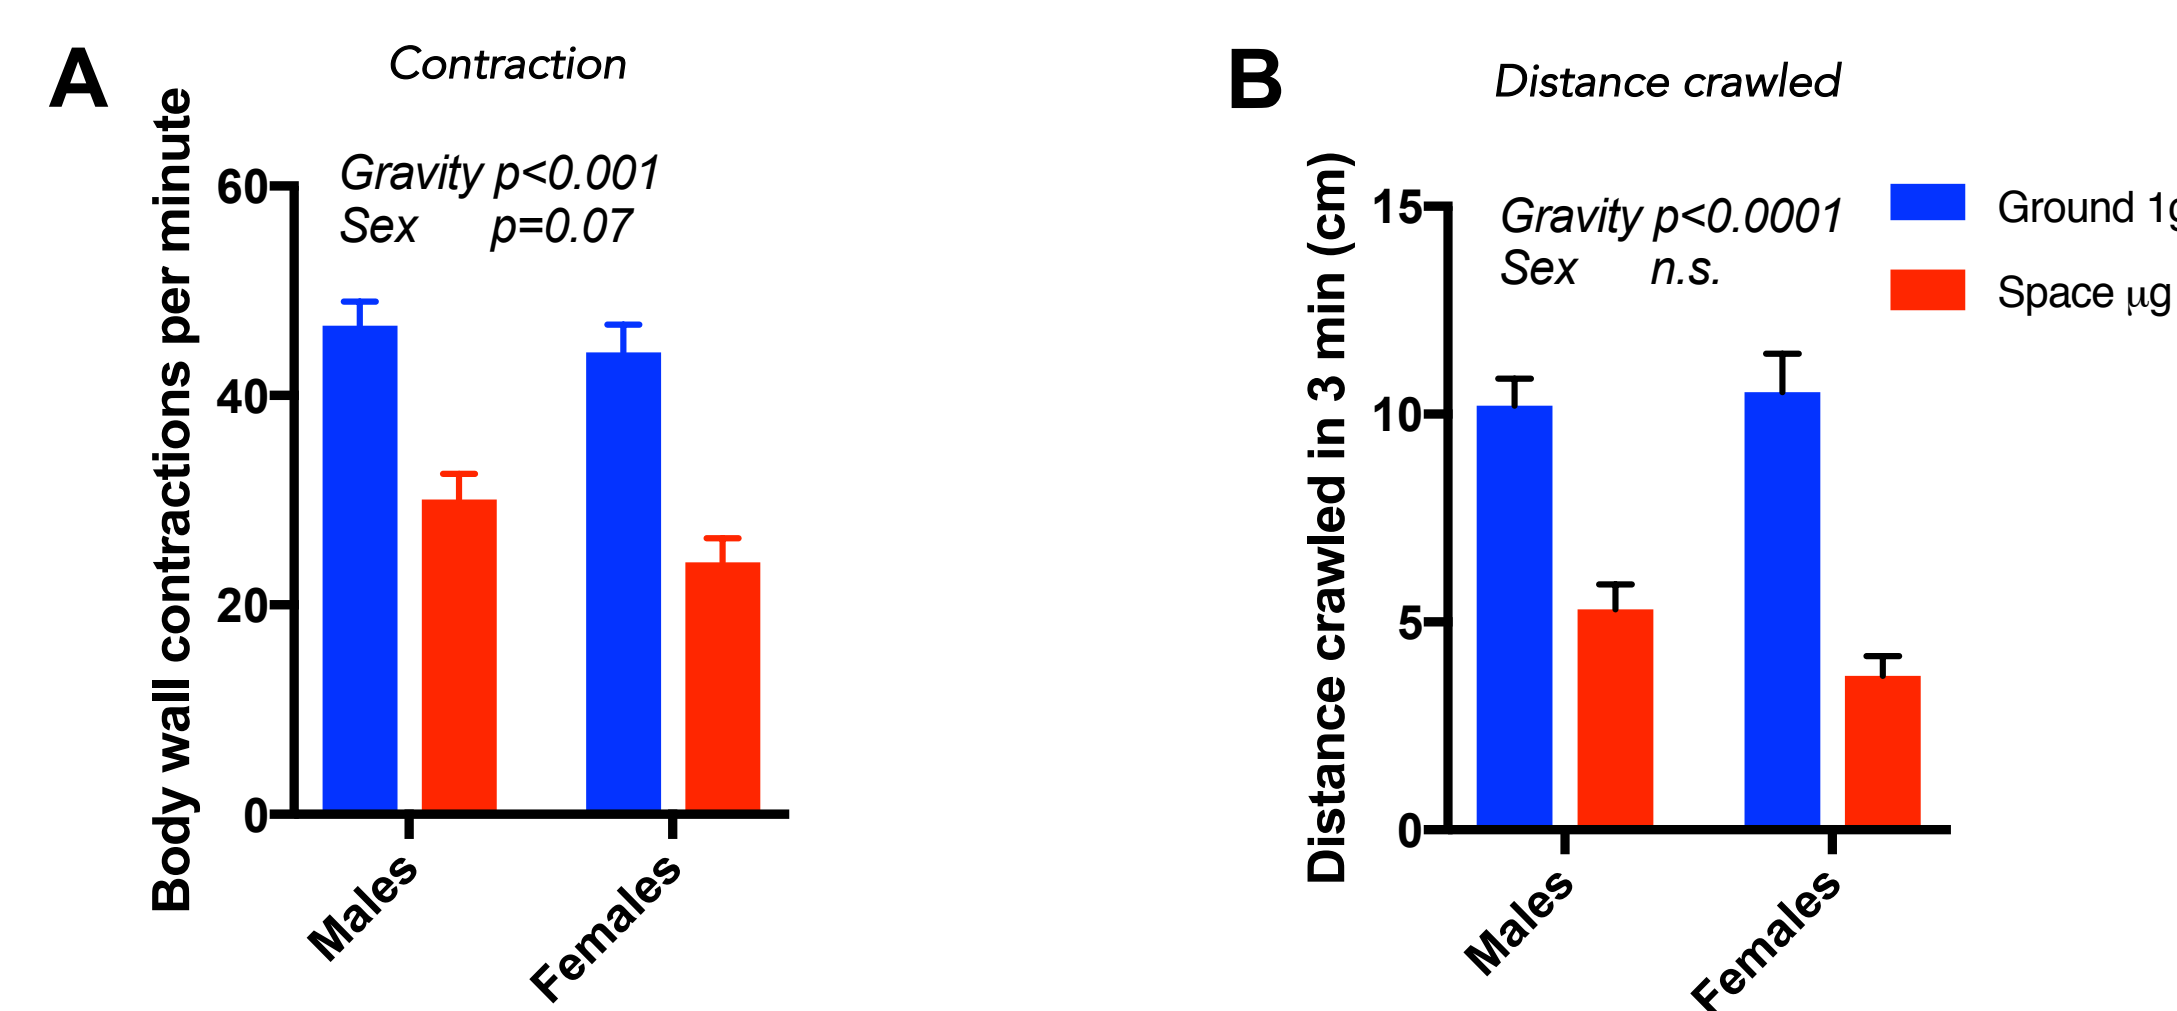 A
Contraction
Body wall contractions per minute
Gravity p<0.001
Sex p=0.07
60
40
20
0
Males
Females
B
Distance crawled
Distance crawled in 3 min (cm)
Gravity p<0.0001
Sex n.s.
15
10
5
0
Males
Females
Ground 1g
Space µg